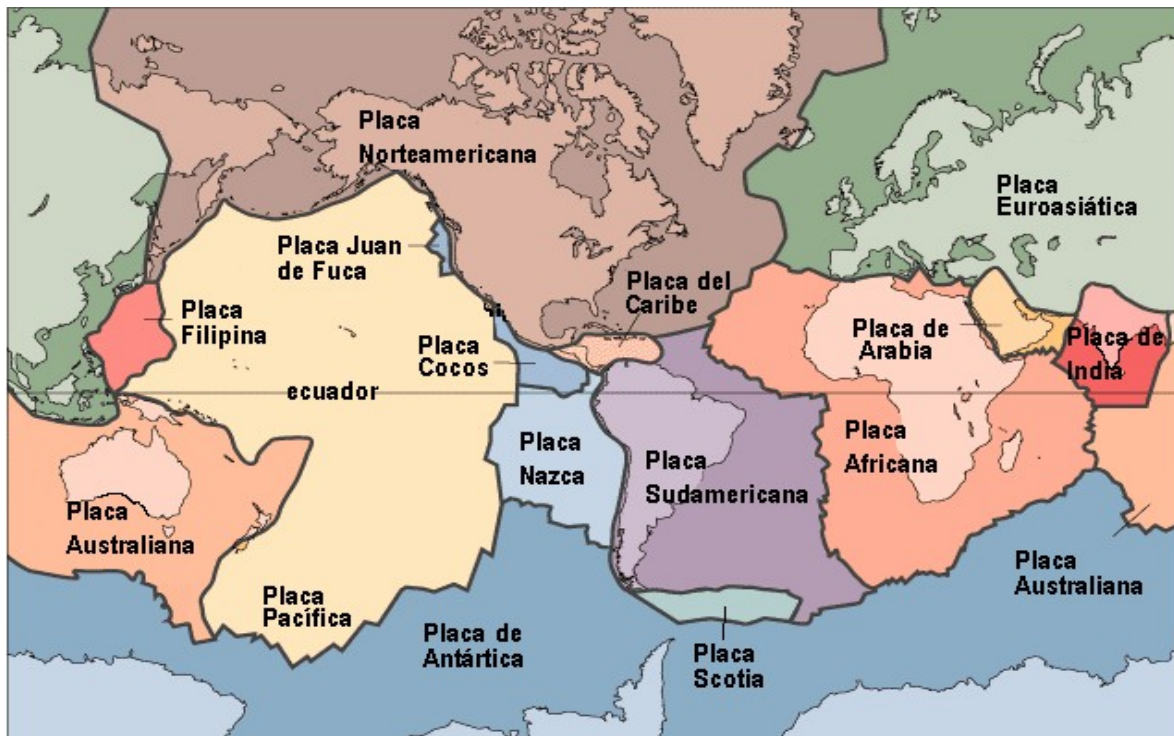 Placa
Norteamericana
Placa
Euroasiática
Placa Juan
de Fuca
Placa del
Caribe
Placa
Filipina
Placa de
Arabia
Placa de
Indiá
Placa
Cocos
ecuador
Placa
Nazca
Placa
Sudamericana
Placa
Africana
Placa
Australiana
Placa
Australiana
Placa
Pacífica
Placa de
Antártica
Placa
Scotia